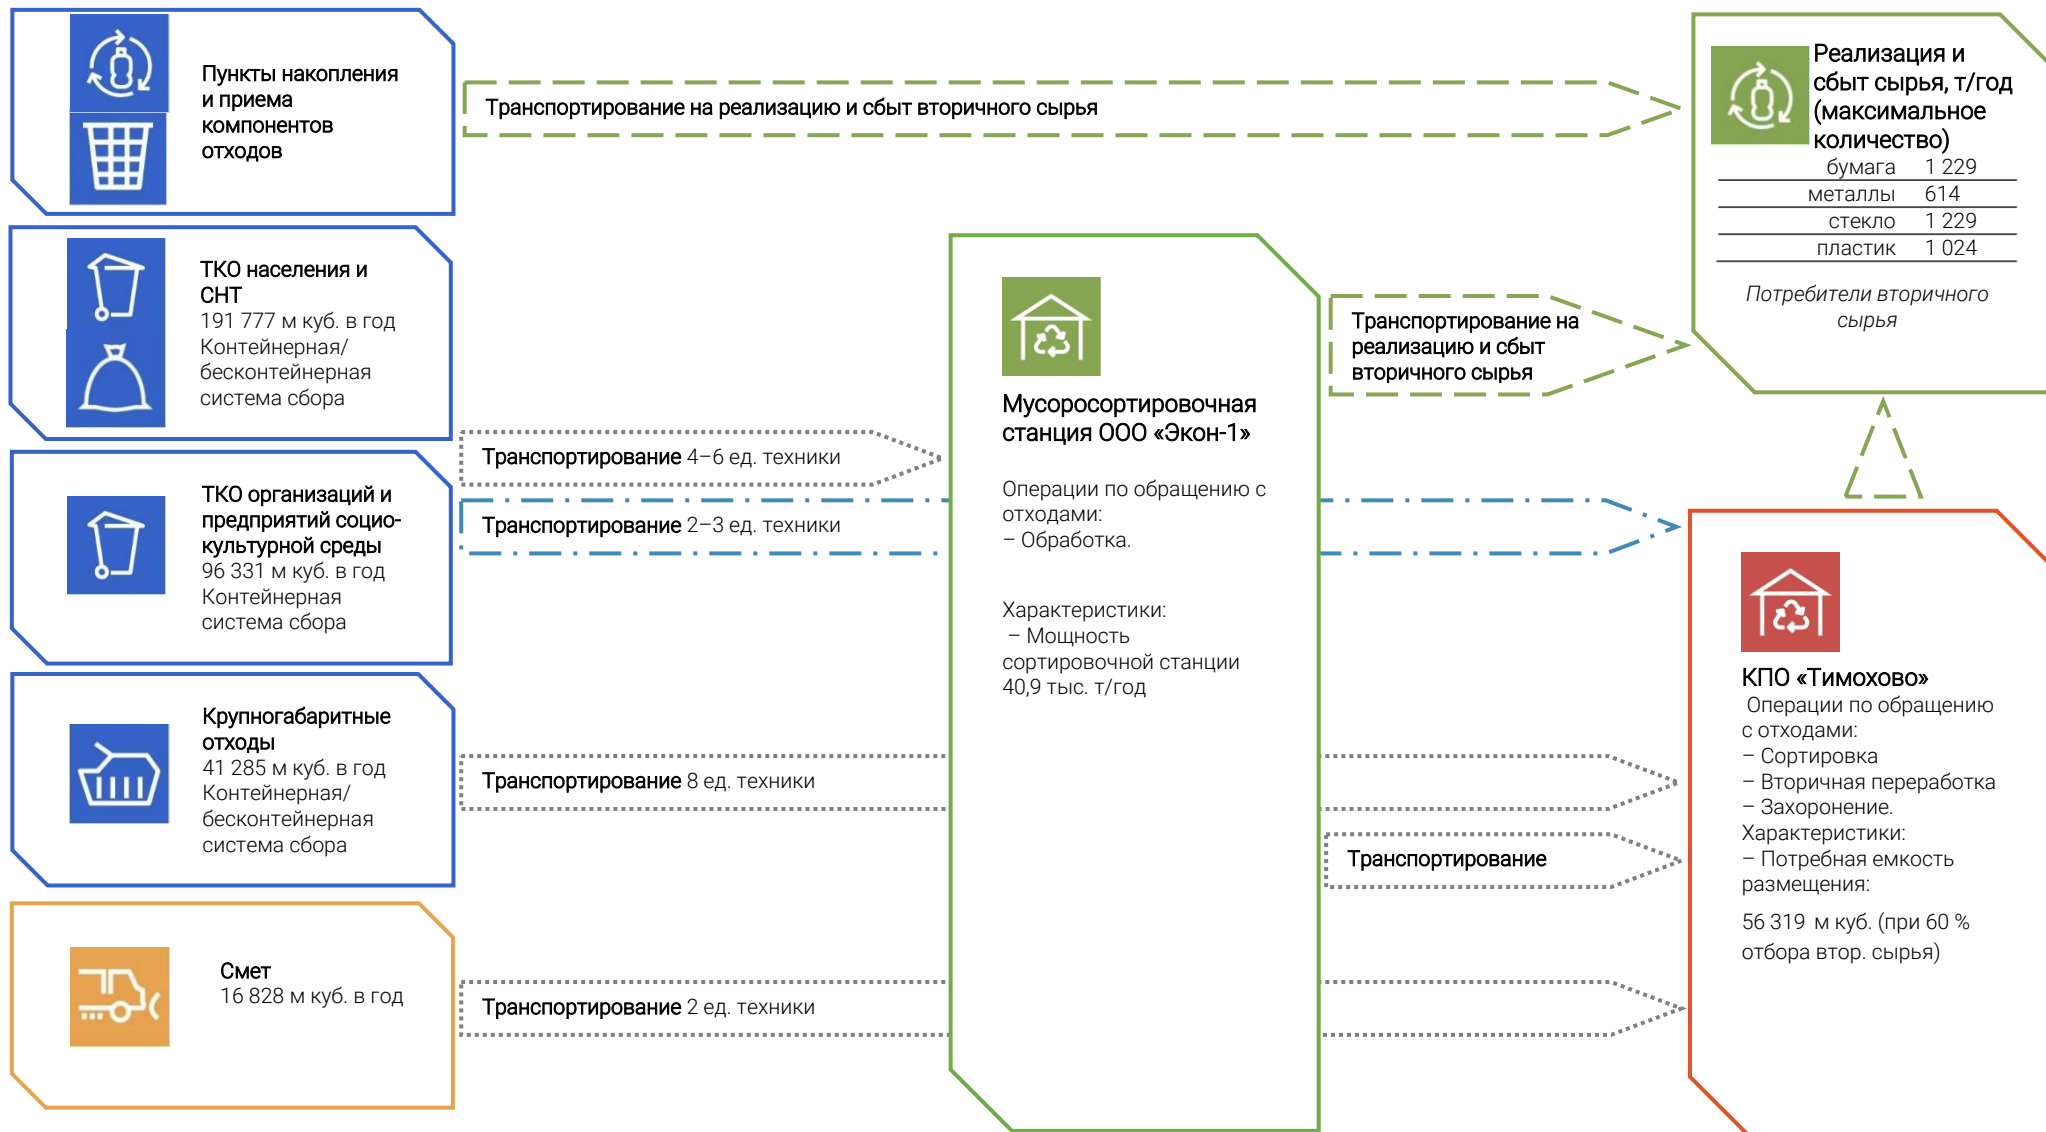 Пункты накопления
и приема
компонентов
отходов
Транспортирование на реализацию и сбыт вторичного сырья
Реализация и
сбыт сырья, т/год
(максимальное
количество)
бумага 1 229
металлы 614
стекло 1 229
пластик 1 024
Потребители вторичного
сырья
ТКО населения и
СНТ
191 777 м куб. в год
Контейнерная/
бесконтейнерная
система сбора
Транспортирование 4–6 ед. техники
ТКО организаций и
предприятий социо-
культурной среды
96 331 м куб. в год
Контейнерная
система сбора
Транспортирование 2–3 ед. техники
Крупногабаритные
отходы
41 285 м куб. в год
Контейнерная/
бесконтейнерная
система сбора
Транспортирование 8 ед. техники
Смет
16 828 м куб. в год
Транспортирование 2 ед. техники
Мусоросортировочная
станция ООО «Экон-1»
Операции по обращению с
отходами:
– Обработка.
Характеристики:
– Мощность
сортировочной станции
40,9 тыс. т/год
Транспортирование на
реализацию и сбыт
вторичного сырья
Транспортирование
КПО «Тимохово»
Операции по обращению
с отходами:
– Сортировка
– Вторичная переработка
– Захоронение.
Характеристики:
– Потребная емкость
размещения:
56 319 м куб. (при 60 %
отбора втор. сырья)